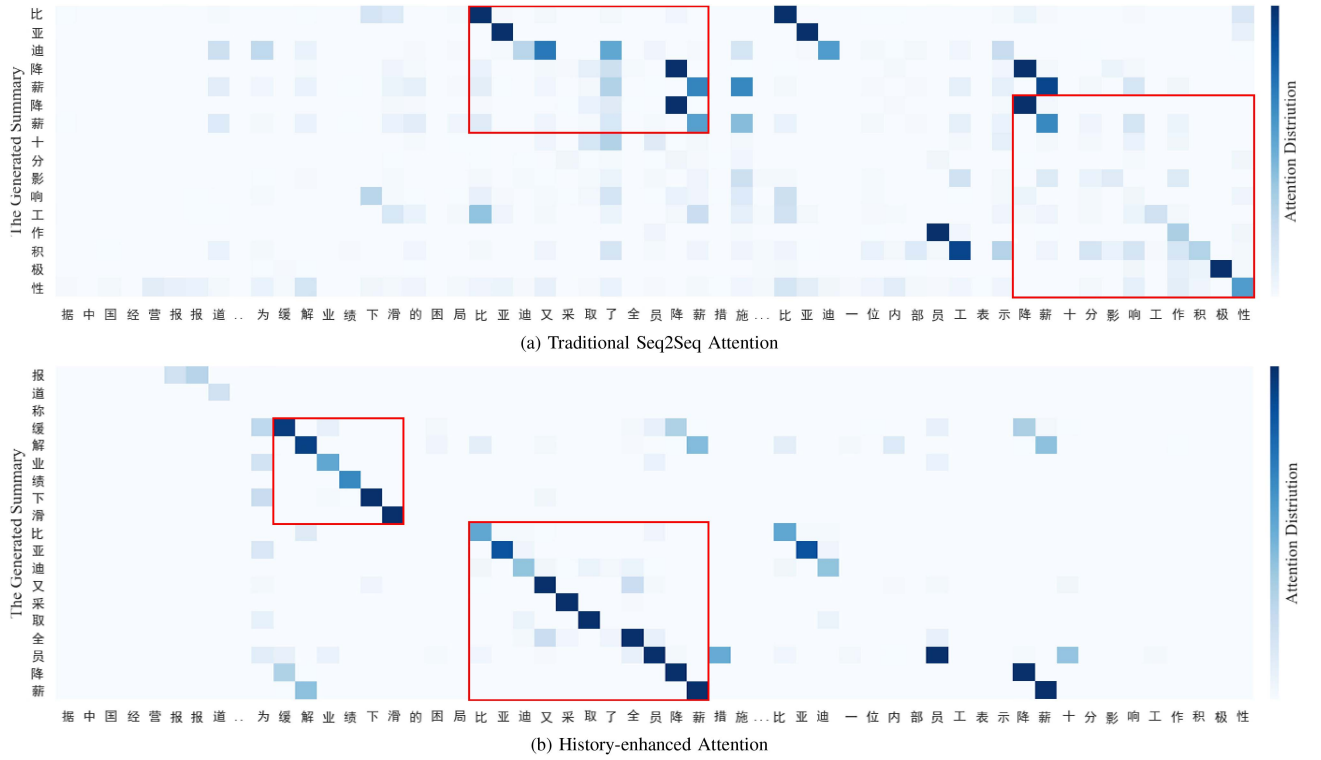 The Generated Summary
比
亚
迪
降
薪
降
薪
十
分
影
响
工
作
积
极
性
Attention Distriution
据 中 国 经 营 报 报 道 .. 为 缓 解 业 绩 下 滑 的 困 局 比 亚 迪 又 采 取 了 全 员 降 薪 措 施 ... 比 亚 迪 一 位 内 部 员 工 表 示 降 薪 十 分 影 响 工 作 积 极 性
(a) Traditional Seq2Seq Attention
The Generated Summary
报
道
称
缓
解
业
绩
下
滑
比
亚
迪
又
采
取
全
员
降
薪
Attention Distriution
据 中 国 经 营 报 报 道 .. 为 缓 解 业 绩 下 滑 的 困 局 比 亚 迪 又 采 取 了 全 员 降 薪 措 施 ... 比 亚 迪 一 位 内 部 员 工 表 示 降 薪 十 分 影 响 工 作 积 极 性
(b) History-enhanced Attention